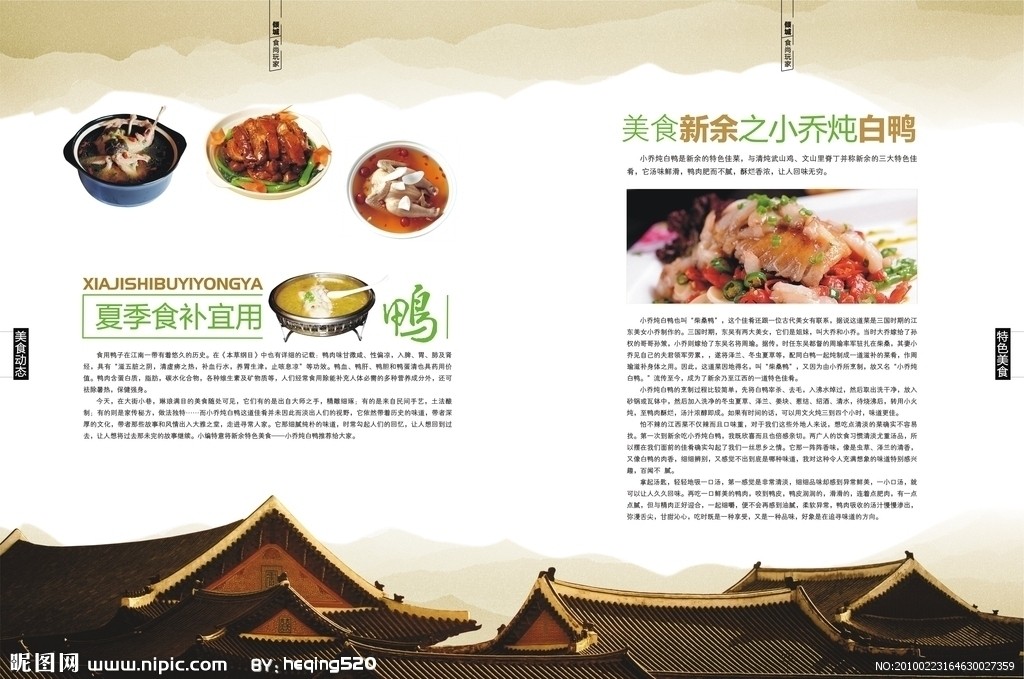 倾城 食尚玩家
倾城 食尚玩家
美食动态
XIAJISHIBUYIYONGYA
夏季食补宜用
鸭
食用鸭子在江南一带有着悠久的历史。在《本草纲目》中也有详细的记载：鸭肉味甘微咸、性偏凉，入脾、胃、肺及肾
经，具有“滋五脏之阴，清虚痨之热，补血行水，养胃生津，止咳息凉”等功效。鸭血、鸭肝、鸭胆和鸭蛋清也具药用价
值。鸭肉含蛋白质，脂肪，碳水化合物，各种维生素及矿物质等，人们经常食用除能补充人体必需的多种营养成分外，还可
祛除暑热，保健强身。
今天，在大街小巷，琳琅满目的美食随处可见，它们有的是出自大师之手，精雕细琢；有的是来自民间手艺，土法酿
制；有的则是家传秘方，做法独特……而小乔炖白鸭这道佳肴并未因此而淡出人们的视野，它依然带着历史的味道，带者深
厚的文化，带者那些故事和风情出入大雅之堂，走进寻常人家。它那细腻纯朴的味道，时常勾起人们的回忆，让人想回到过
去，让人想将过去那未完的故事继续。小编特意将新余特色美食——小乔炖白鸭推荐给大家。
美食新余之小乔炖白鸭
小乔炖白鸭是新余的特色佳菜，与清炖武山鸡、文山里脊丁并称新余的三大特色佳
肴，它汤味鲜滑，鸭肉肥而不腻，酥烂香浓，让人回味无穷。
小乔炖白鸭也叫“柴桑鸭”，这个佳肴还跟一位古代美女有联系，据说这道菜是三国时期的江
东美女小乔制作的。三国时期，东吴有两大美女，它们是姐妹，叫大乔和小乔。当时大乔嫁给了孙
权的哥哥孙策，小乔则嫁给了东吴名将周瑜。据传，时任东吴都督的周瑜率军驻扎在柴桑，其妻小
乔见自己的夫君领军劳累，，遂将泽兰、冬虫夏草等，配同白鸭一起炖制成一道滋补的菜肴，作周
瑜滋补身体之用。因此，这道菜因地得名，叫“柴桑鸭”，又因为由小乔所烹制，故又名“小乔炖
白鸭。”流传至今，成为了新余乃至江西的一道特色佳肴。
小乔炖白鸭的烹制过程比较简单，先将白鸭宰杀、去毛，入沸水焯过，然后取出洗干净，放入
砂锅或瓦钵中，然后加入洗净的冬虫夏草、泽兰、姜块、葱结、绍酒、清水，待烧沸后，转用小火
炖，至鸭肉酥烂，汤汁浓醇即成。如果有时间的话，可以用文火炖三到四个小时，味道更佳。
怕不辣的江西菜不仅辣而且口味重，对于我们这些外地人来说，想吃点清淡的菜确实不容易
找。第一次到新余吃小乔炖白鸭，我既欣喜而且也倍感亲切。两广人的饮食习惯清淡尤重汤品，所
以摆在我们面前的佳肴确实勾起了我们一丝思乡之情。它那一阵阵香味，像是虫草、泽兰的清香，
又像白鸭的肉香，细细辨别，又感觉不出到底是哪种味道，我对这种令人充满想象的味道特别感兴
趣，百闻不 腻。
拿起汤匙，轻轻地吸一口汤，第一感觉是非常清淡，细细品味却感到异常鲜美，一小口汤，就
可以让人久久回味。再吃一口鲜美的鸭肉，咬到鸭皮，鸭皮润润的，滑滑的，连着点肥肉，有一点
点腻，但与精肉正好迎合，一起细嚼，便不会再感到油腻，柔软异常，鸭肉吸收的汤汁慢慢渗出，
弥漫舌尖，甘甜沁心，吃时既是一种享受，又是一种品味，好象是在追寻味道的方向。
特色美食
昵图网 www.nipic.com BY：heqing520
NO:20100223164630027359